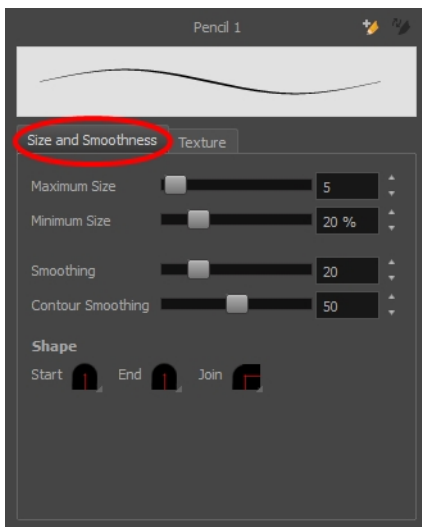 Pencil 1
Size and Smoothness Texture
Maximum Size 5
Minimum Size 20 %
Smoothing 20
Contour Smoothing 50
Shape
Start End Join